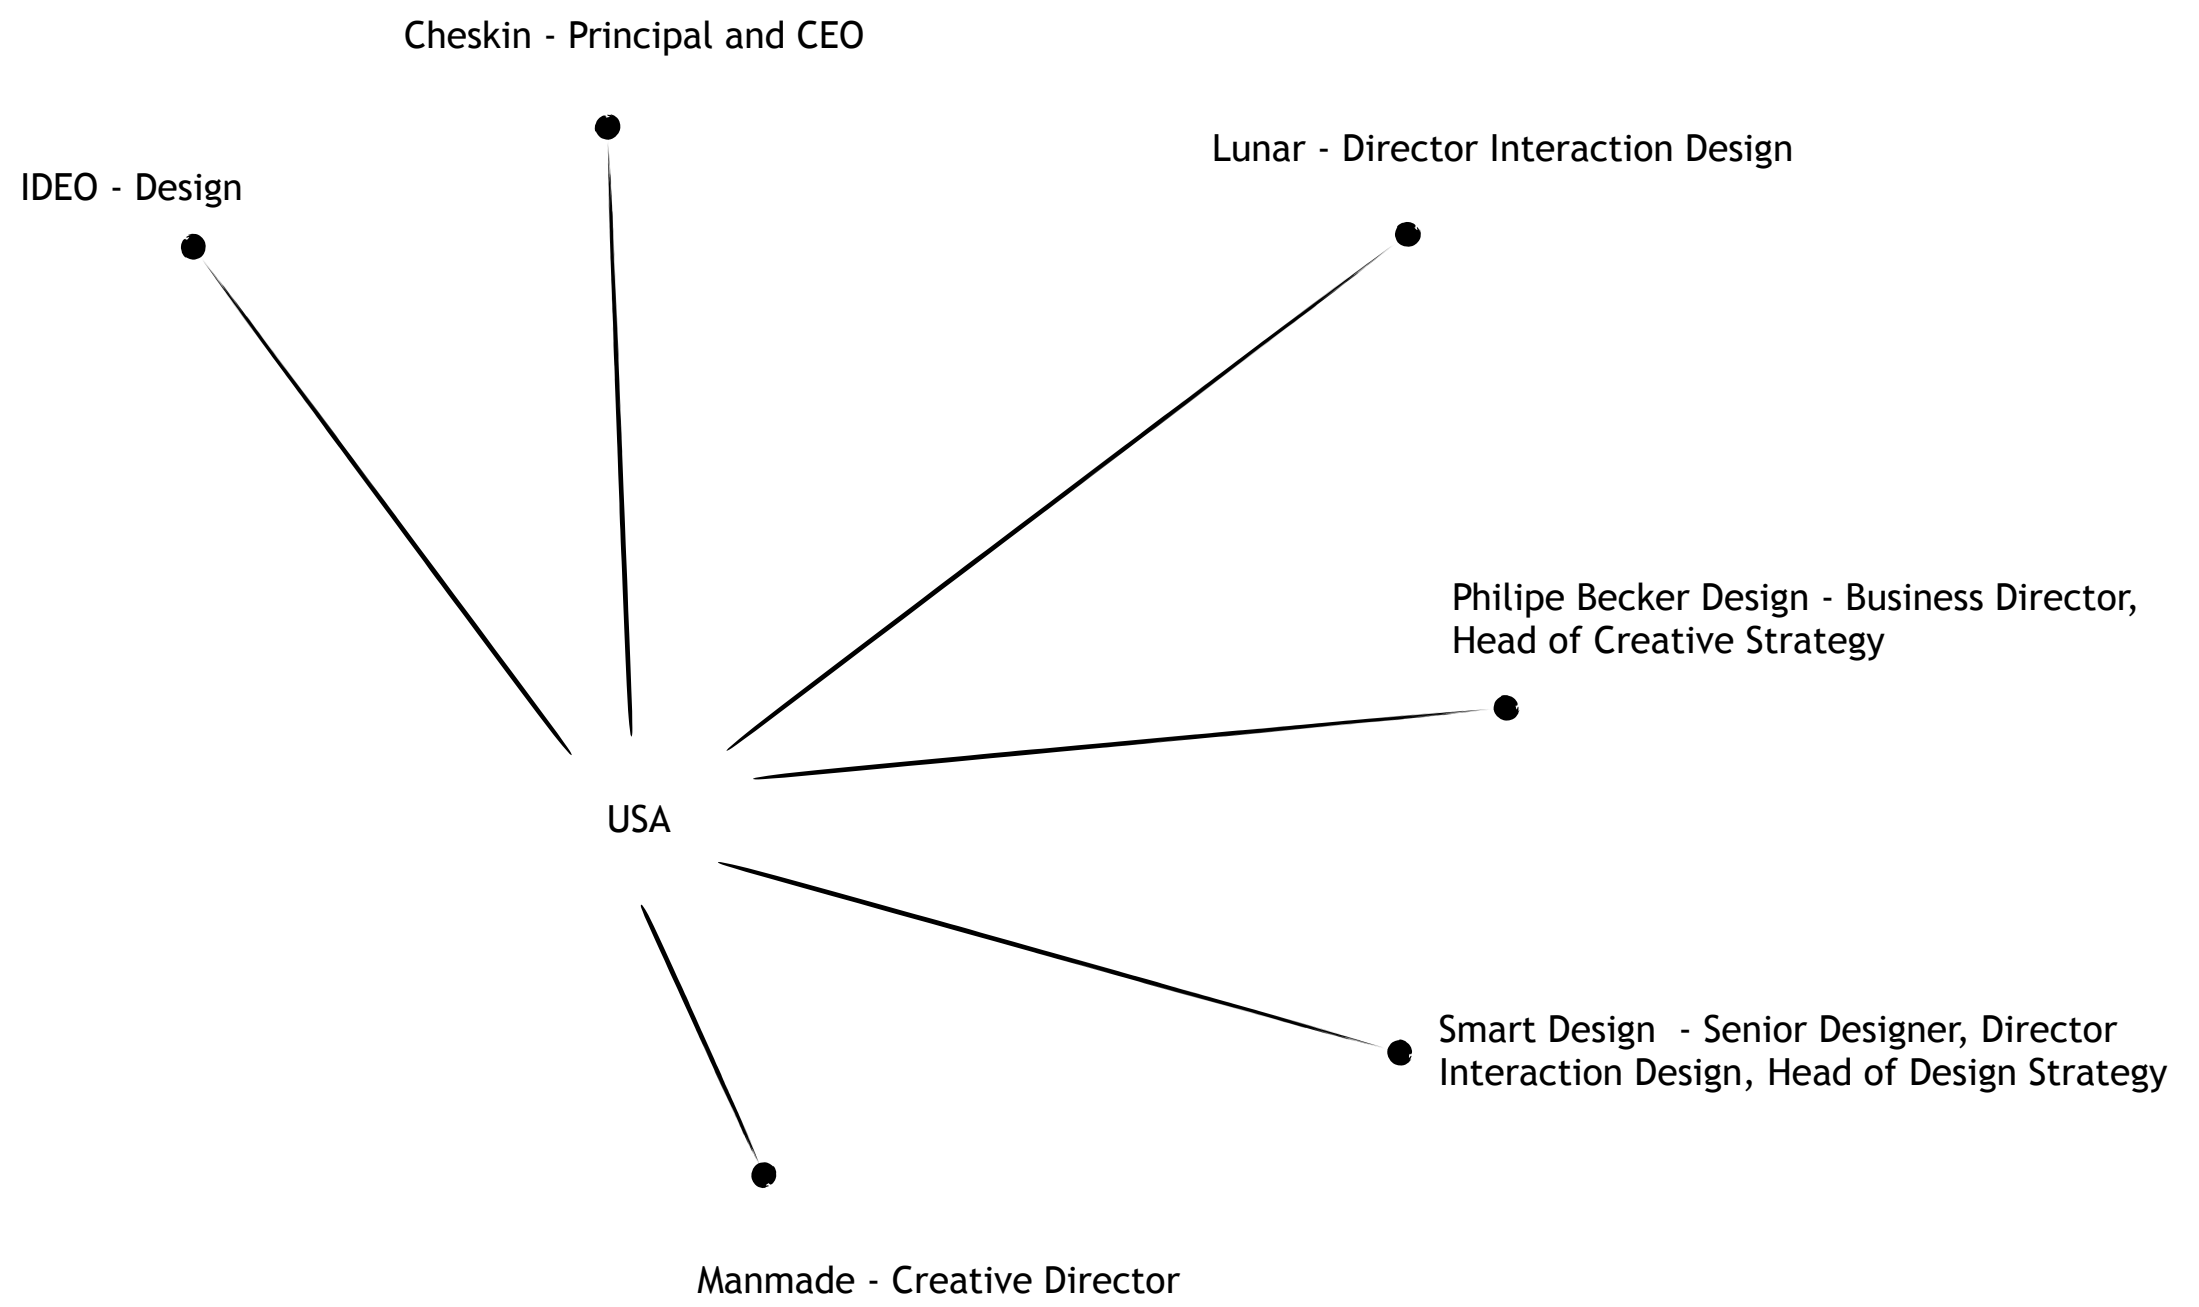 Cheskin - Principal and CEO
Lunar - Director Interaction Design
IDEO - Design
Philipe Becker Design - Business Director,
Head of Creative Strategy
USA
Smart Design  - Senior Designer, Director
Interaction Design, Head of Design Strategy
Manmade - Creative Director